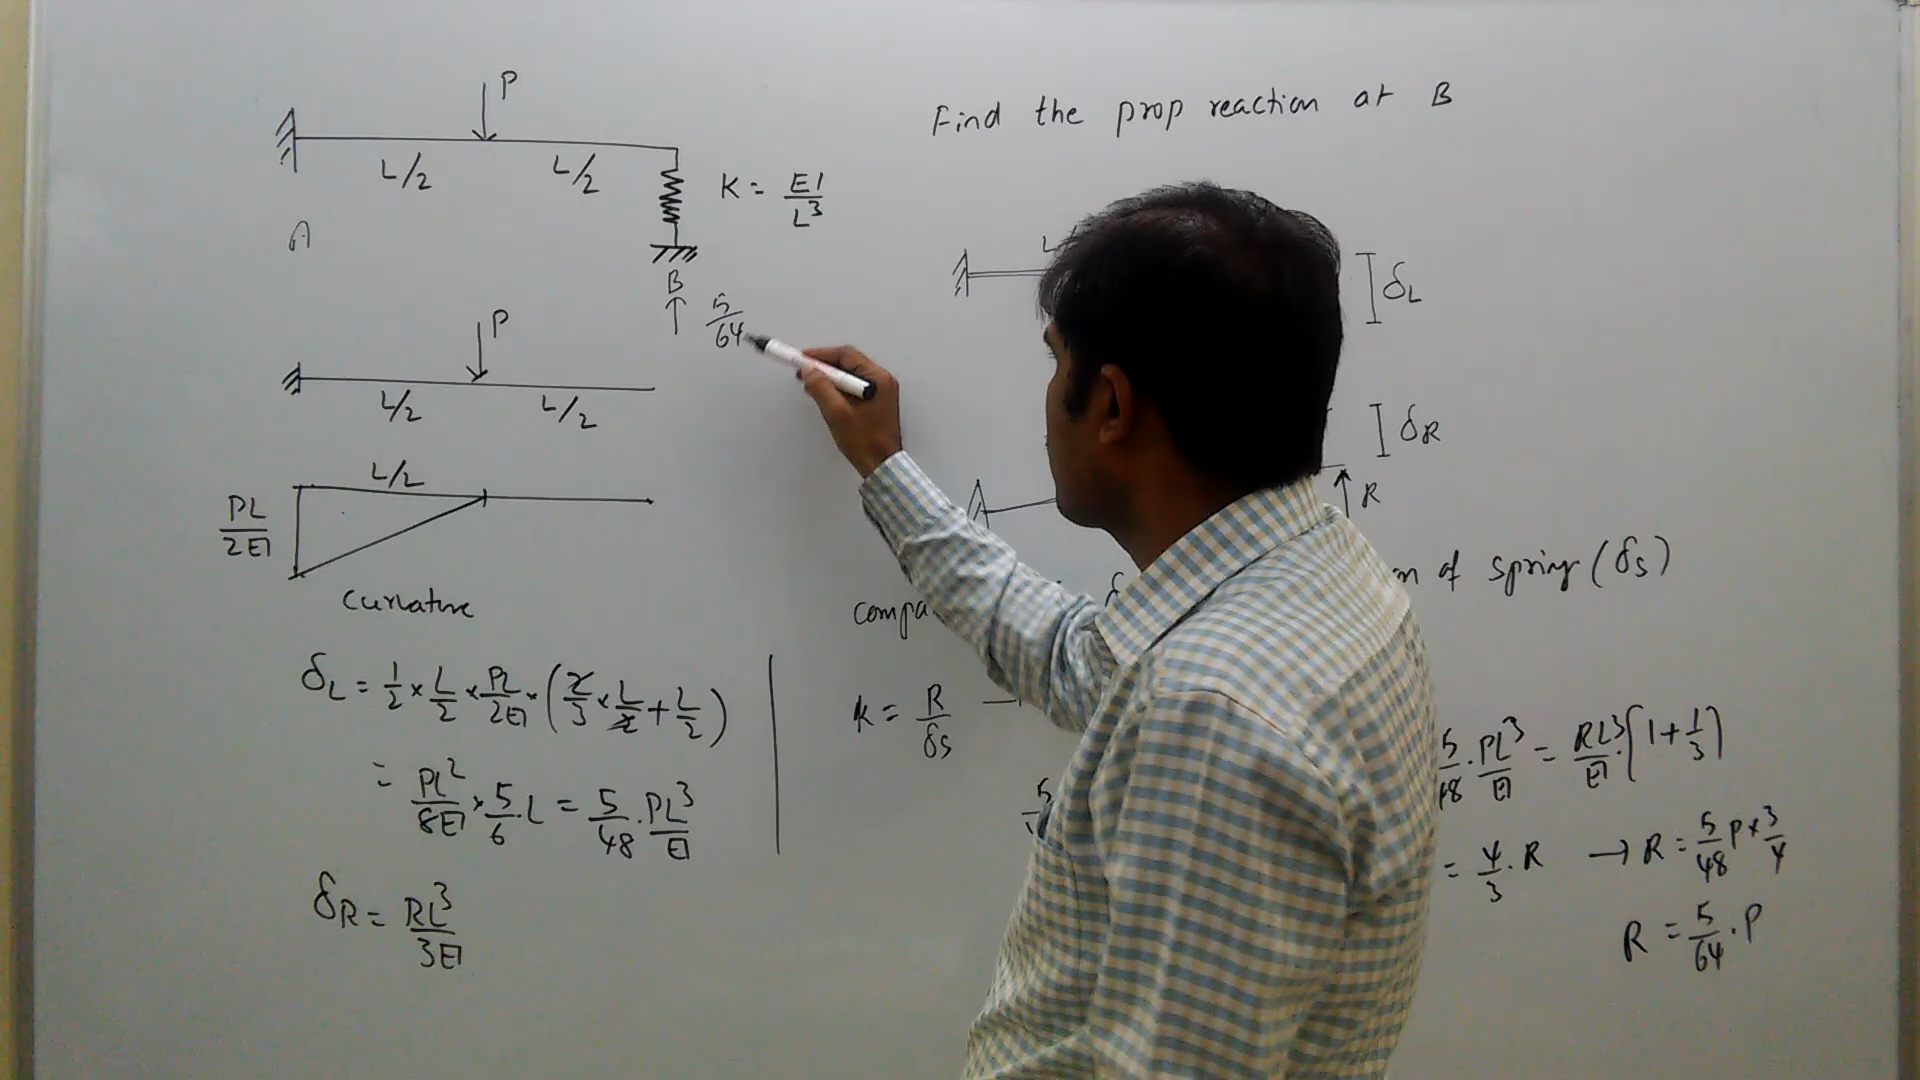 P
L/2
L/2
K = EI/L³
A
B
5/64
P
L/2
L/2
L/2
PL/2EI
curvature
δL = 1/2 × L/2 × PL/2EI × (2/3 × L/2 + L/2)
= PL²/8EI × 5/6 . L = 5/48 . PL³/EI
δR = RL³/3EI
Find the prop reaction at B
δL
δR
R
of spring (δs)
K = R/δs
. PL³/EI = RL³/EI . (1 + 1/3)
= 4/3 . R → R = 5/48 P × 3/4
R = 5/64 . P